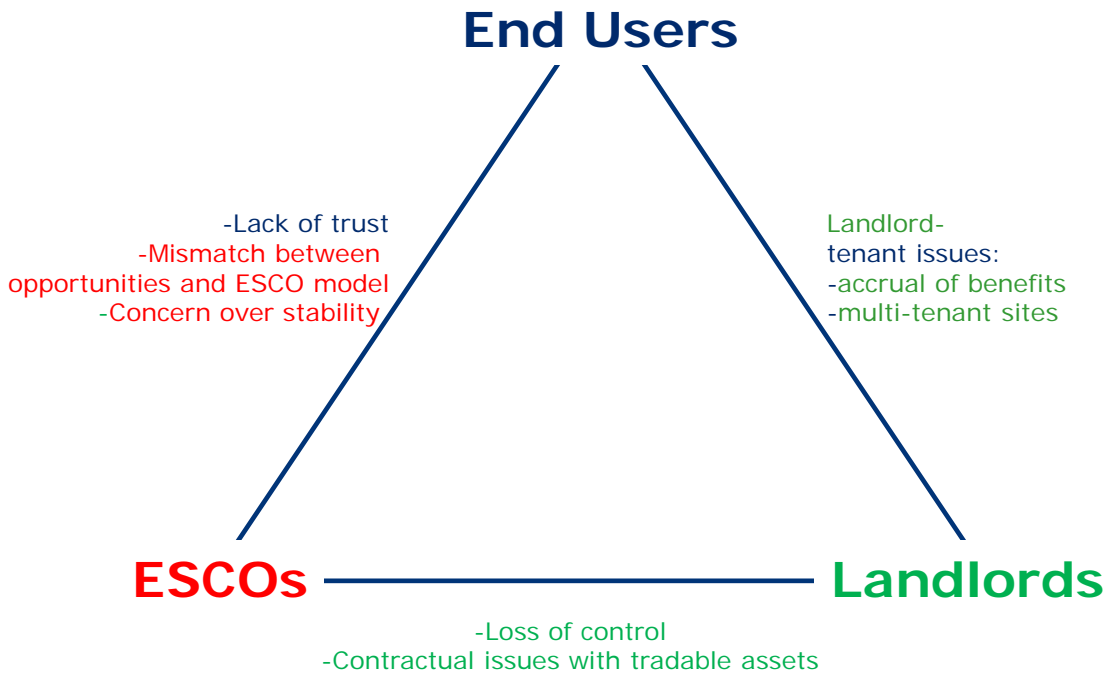 End Users
-Lack of trust
-Mismatch between
opportunities and ESCO model
-Concern over stability
Landlord-
tenant issues:
-accrual of benefits
-multi-tenant sites
ESCOs
Landlords
-Loss of control
-Contractual issues with tradable assets